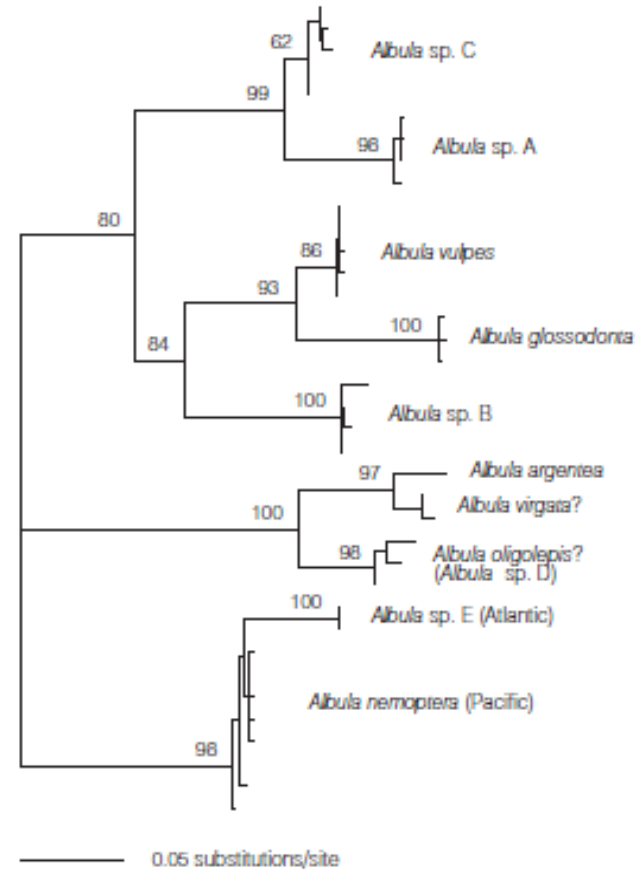 62
Albula sp. C
99
98
Albula sp. A
80
86
Albula vulpes
93
100
Albula glossodonta
84
100
Albula sp. B
97
Albula argentea
Albula virgata?
100
98
Albula oligolepis?
(Albula sp. D)
100
Albula sp. E (Atlantic)
Albula nemoptera (Pacific)
98
0.05 substitutions/site